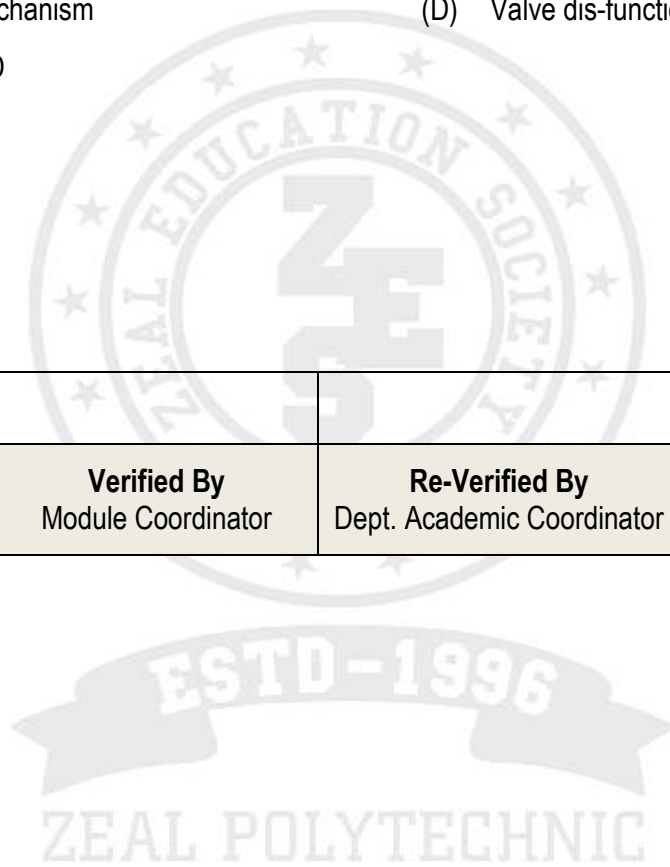 chanism (D) Valve dis-functi
ZEAL EDUCATION SOCIETY
ZES
Verified By Re-Verified By
Module Coordinator Dept. Academic Coordinator
ESTD-1996
ZEAL POLYTECHNIC